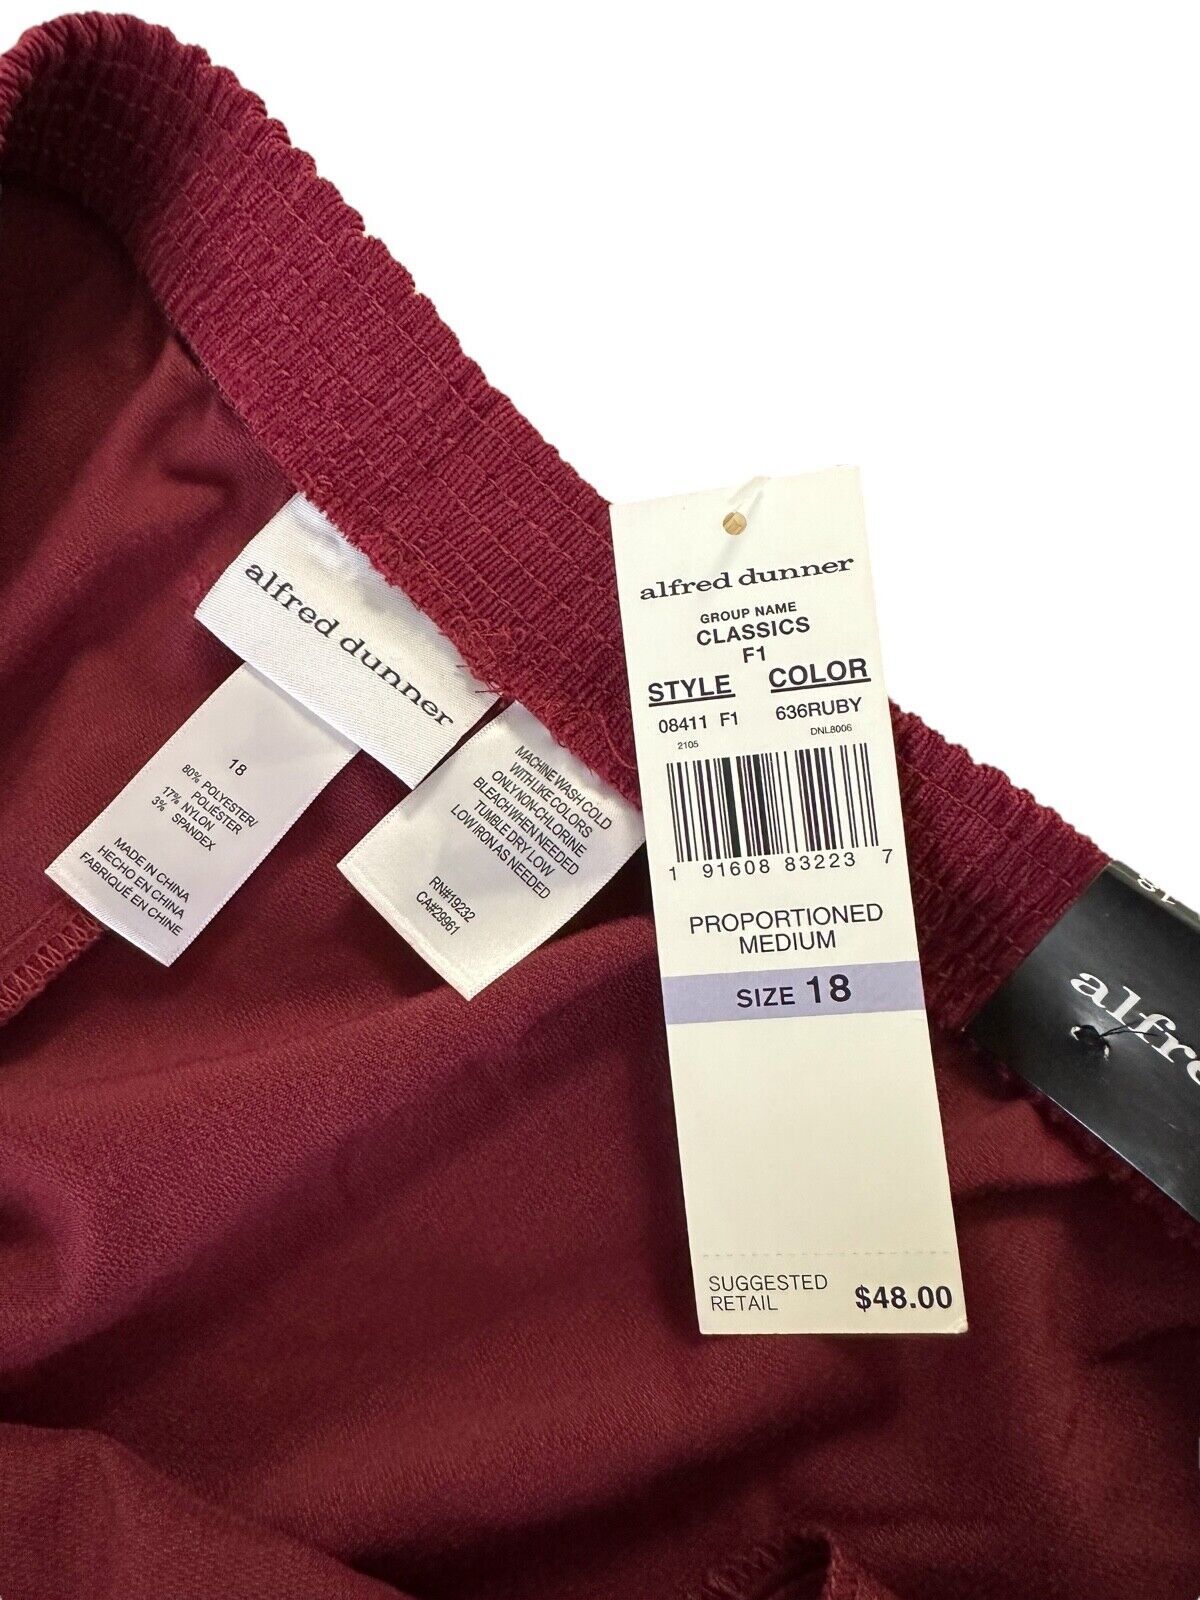 alfred dunner
18
80% POLYESTER/
POLIÉSTER
17% NYLON
3% SPANDEX
MADE IN CHINA
HECHO EN CHINA
FABRIQUÉ EN CHINE
MACHINE WASH COLD
WITH LIKE COLORS
ONLY NON-CHLORINE
BLEACH WHEN NEEDED
TUMBLE DRY LOW
LOW IRON AS NEEDED
RN#19232
CA#29961
alfred dunner
GROUP NAME
CLASSICS
F1
STYLE COLOR
08411 F1 636RUBY
2105 DNL8006
1 91608 83223 7
PROPORTIONED
MEDIUM
SIZE 18
SUGGESTED
RETAIL $48.00
18
alfre